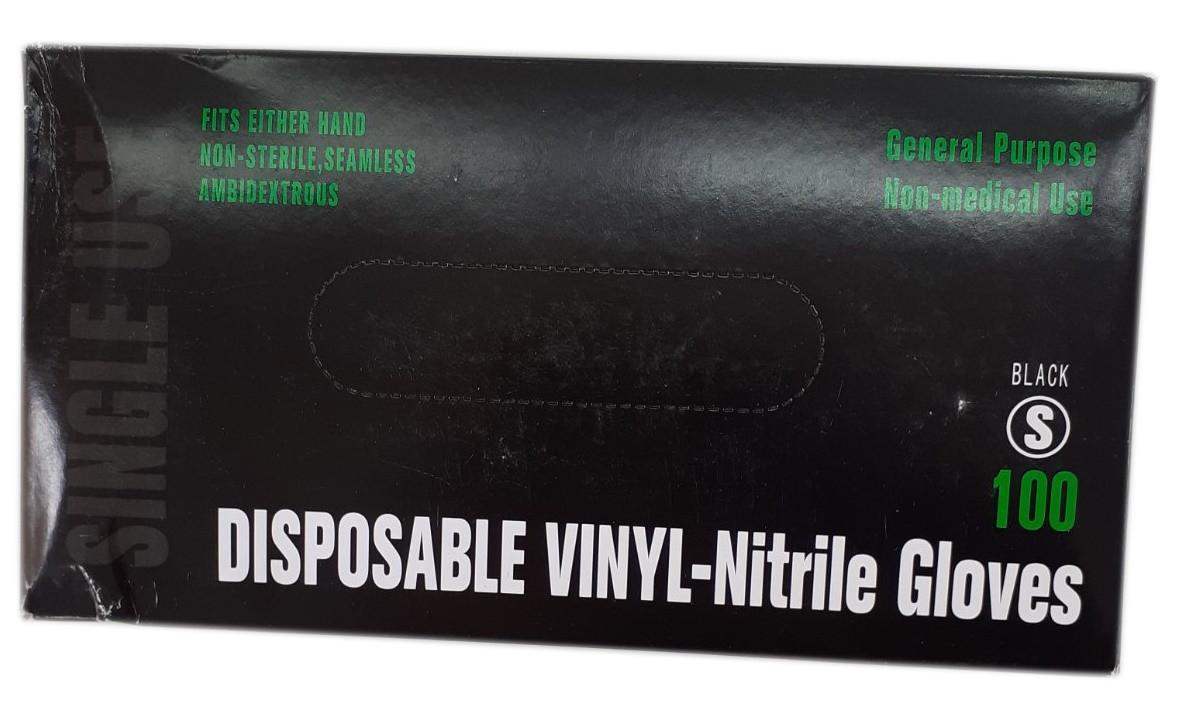 SINGLE USE
FITS EITHER HAND
NON-STERILE,SEAMLESS
AMBIDEXTROUS
General Purpose
Non-medical Use
BLACK
S
100
DISPOSABLE VINYL-Nitrile Gloves